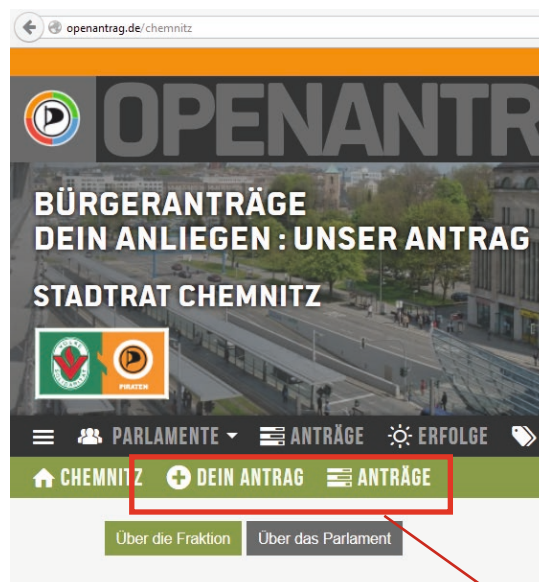 openantrag.de/chemnitz
OPENANTR
BÜRGERANTRÄGE
DEIN ANLIEGEN : UNSER ANTRAG
STADTRAT CHEMNITZ
PIRATEN
PARLAMENTE ANTRÄGE ERFOLGE
CHEMNITZ DEIN ANTRAG ANTRÄGE
Über die Fraktion Über das Parlament